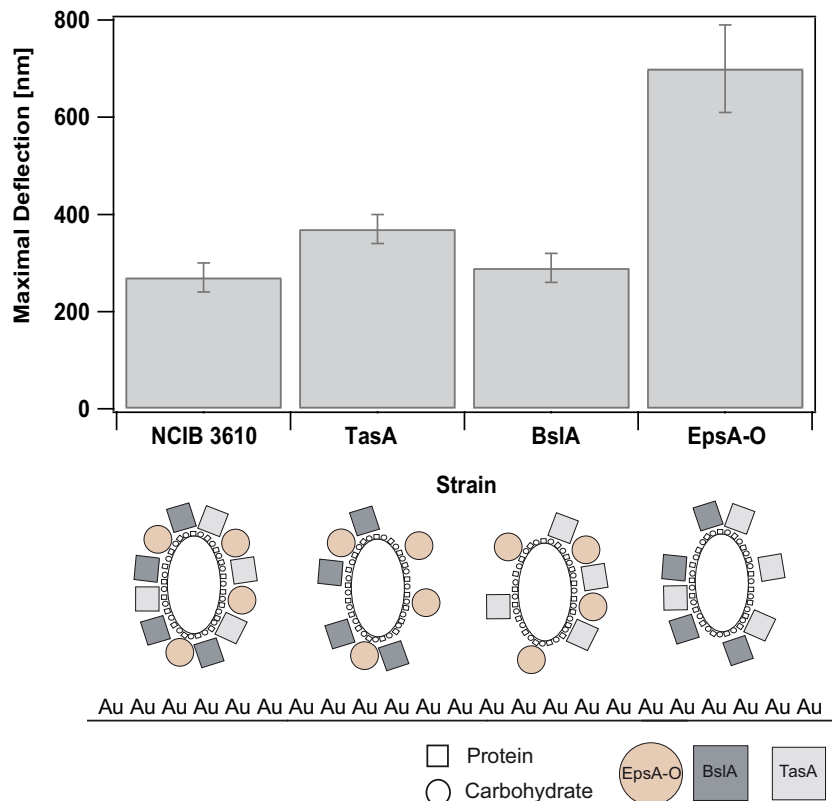 800
600
400
200
0
Maximal Deflection [nm]
NCIB 3610 TasA BslA EpsA-O
Strain
Au Au Au Au Au Au Au Au Au Au Au Au Au Au Au Au Au Au Au Au Au Au Au
Protein
Carbohydrate
EpsA-O BslA TasA